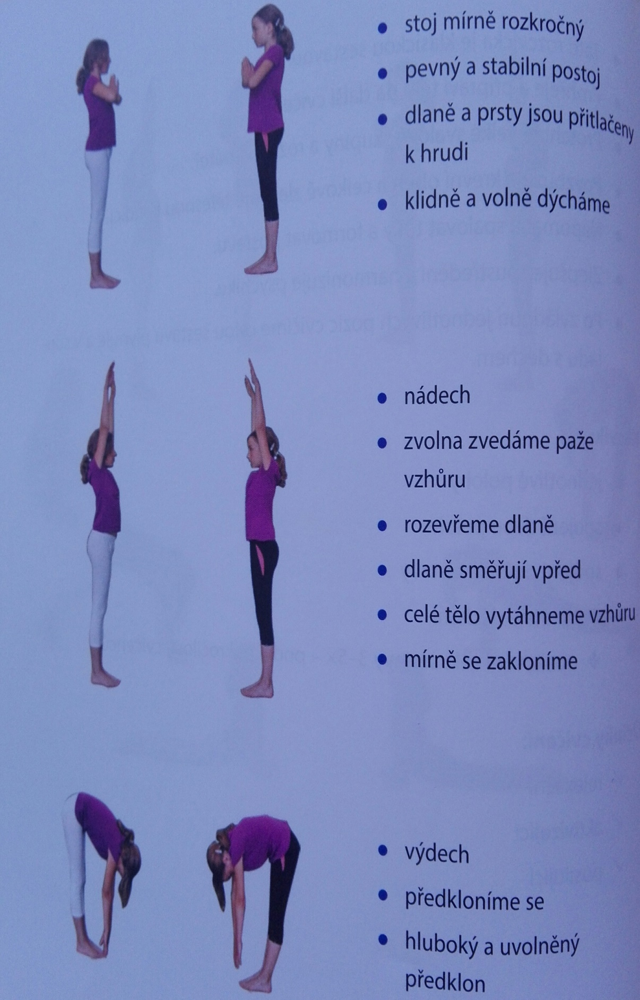 • stoj mírně rozkročný
• pevný a stabilní postoj
• dlaně a prsty jsou přitlačeny
k hrudi
• klidně a volně dýcháme
• nádech
• zvolna zvedáme paže
vzhůru
• rozevřeme dlaně
• dlaně směřují vpřed
• celé tělo vytáhneme vzhůru
• mírně se zakloníme
• výdech
• předkloníme se
• hluboký a uvolněný
předklon